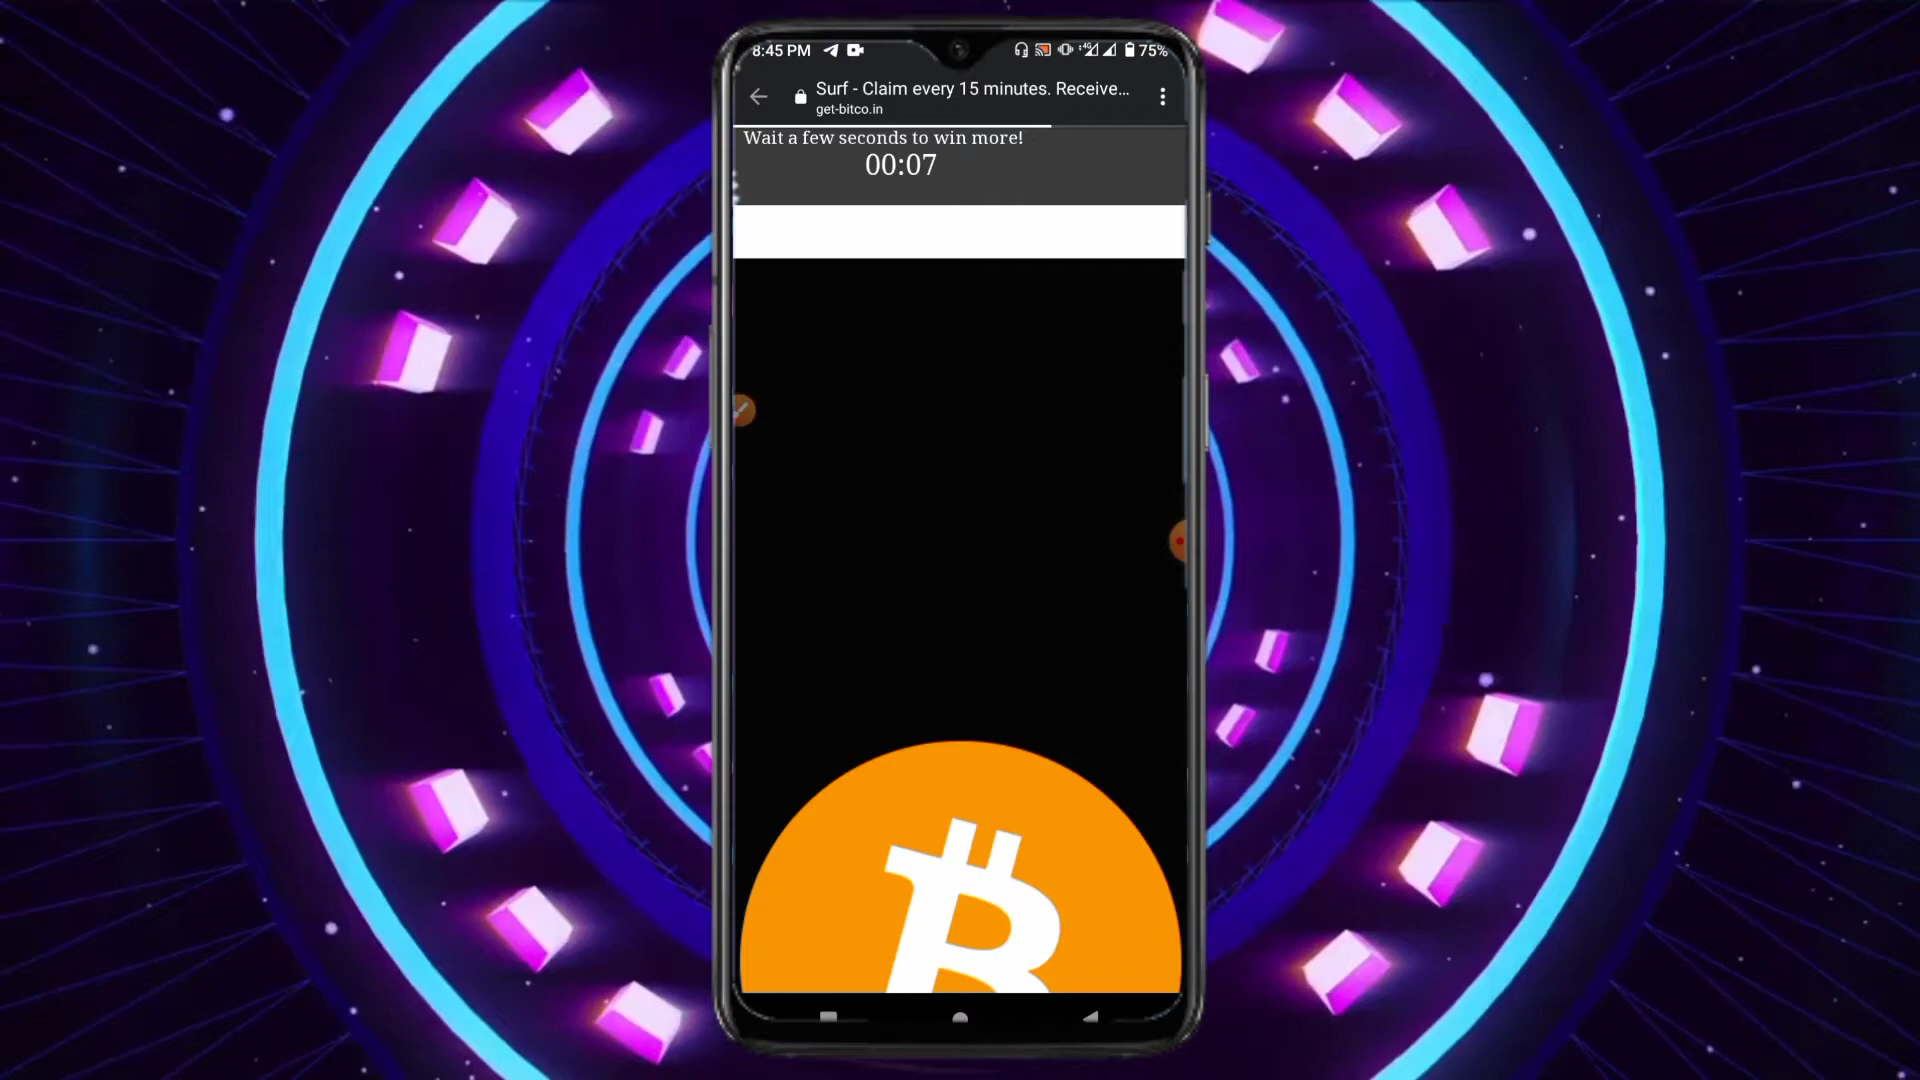 8:45 PM
4G
75%
Surf - Claim every 15 minutes. Receive...
get-bitco.in
Wait a few seconds to win more!
00:07